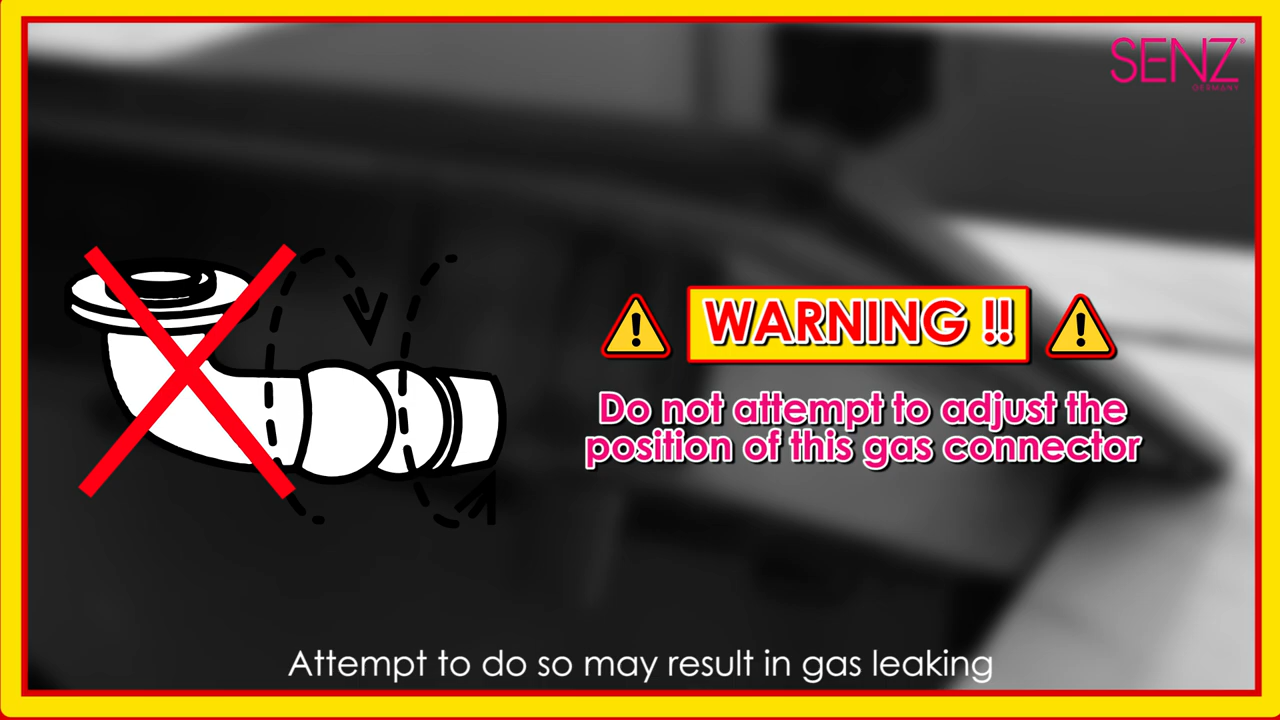 SENZ®
GERMANY
WARNING !!
Do not attempt to adjust the
position of this gas connector
Attempt to do so may result in gas leaking